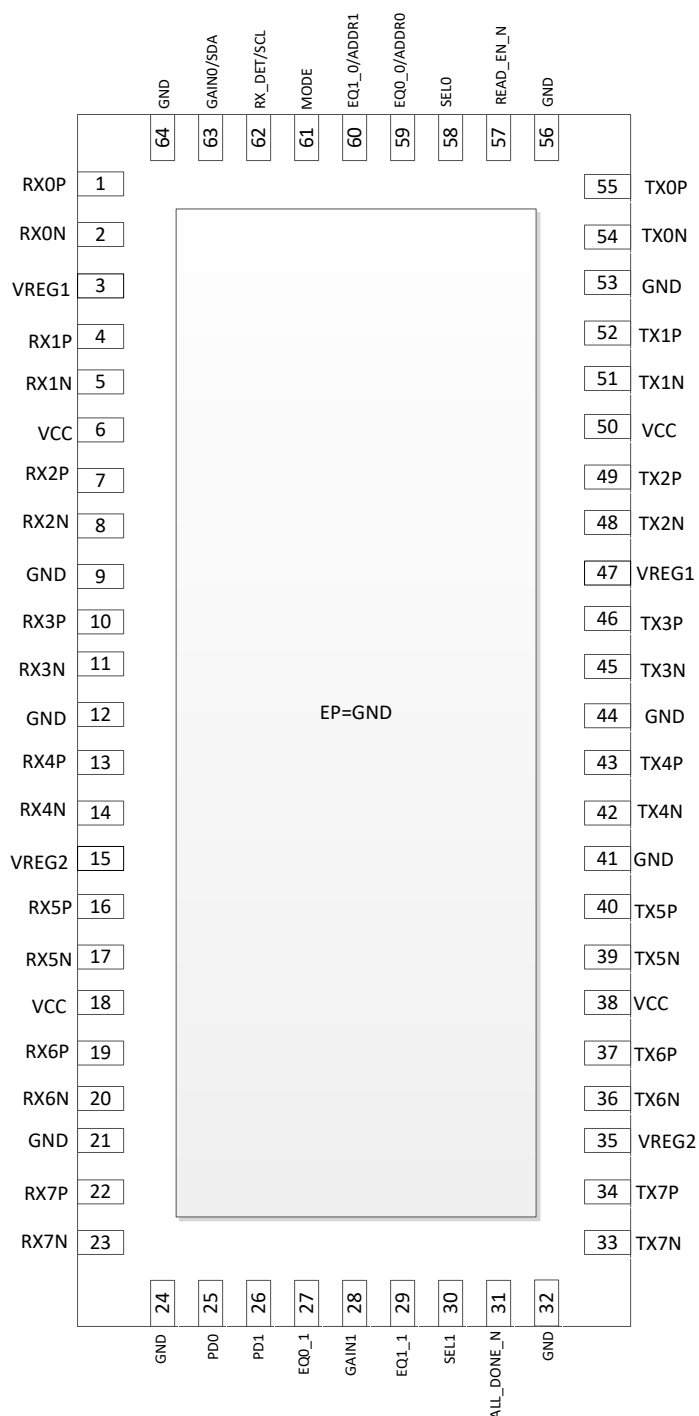 GND
GAIN0/SDA
RX_DET/SCL
MODE
EQ1_0/ADDR1
EQ0_0/ADDR0
SEL0
READ_EN_N
GND
64
63
62
61
60
59
58
57
56
RX0P 1
RX0N 2
VREG1 3
RX1P 4
RX1N 5
VCC 6
RX2P 7
RX2N 8
GND 9
RX3P 10
RX3N 11
GND 12
RX4P 13
RX4N 14
VREG2 15
RX5P 16
RX5N 17
VCC 18
RX6P 19
RX6N 20
GND 21
RX7P 22
RX7N 23
EP=GND
55 TX0P
54 TX0N
53 GND
52 TX1P
51 TX1N
50 VCC
49 TX2P
48 TX2N
47 VREG1
46 TX3P
45 TX3N
44 GND
43 TX4P
42 TX4N
41 GND
40 TX5P
39 TX5N
38 VCC
37 TX6P
36 TX6N
35 VREG2
34 TX7P
33 TX7N
24
25
26
27
28
29
30
31
32
GND
PD0
PD1
EQ0_1
GAIN1
EQ1_1
SEL1
ALL_DONE_N
GND